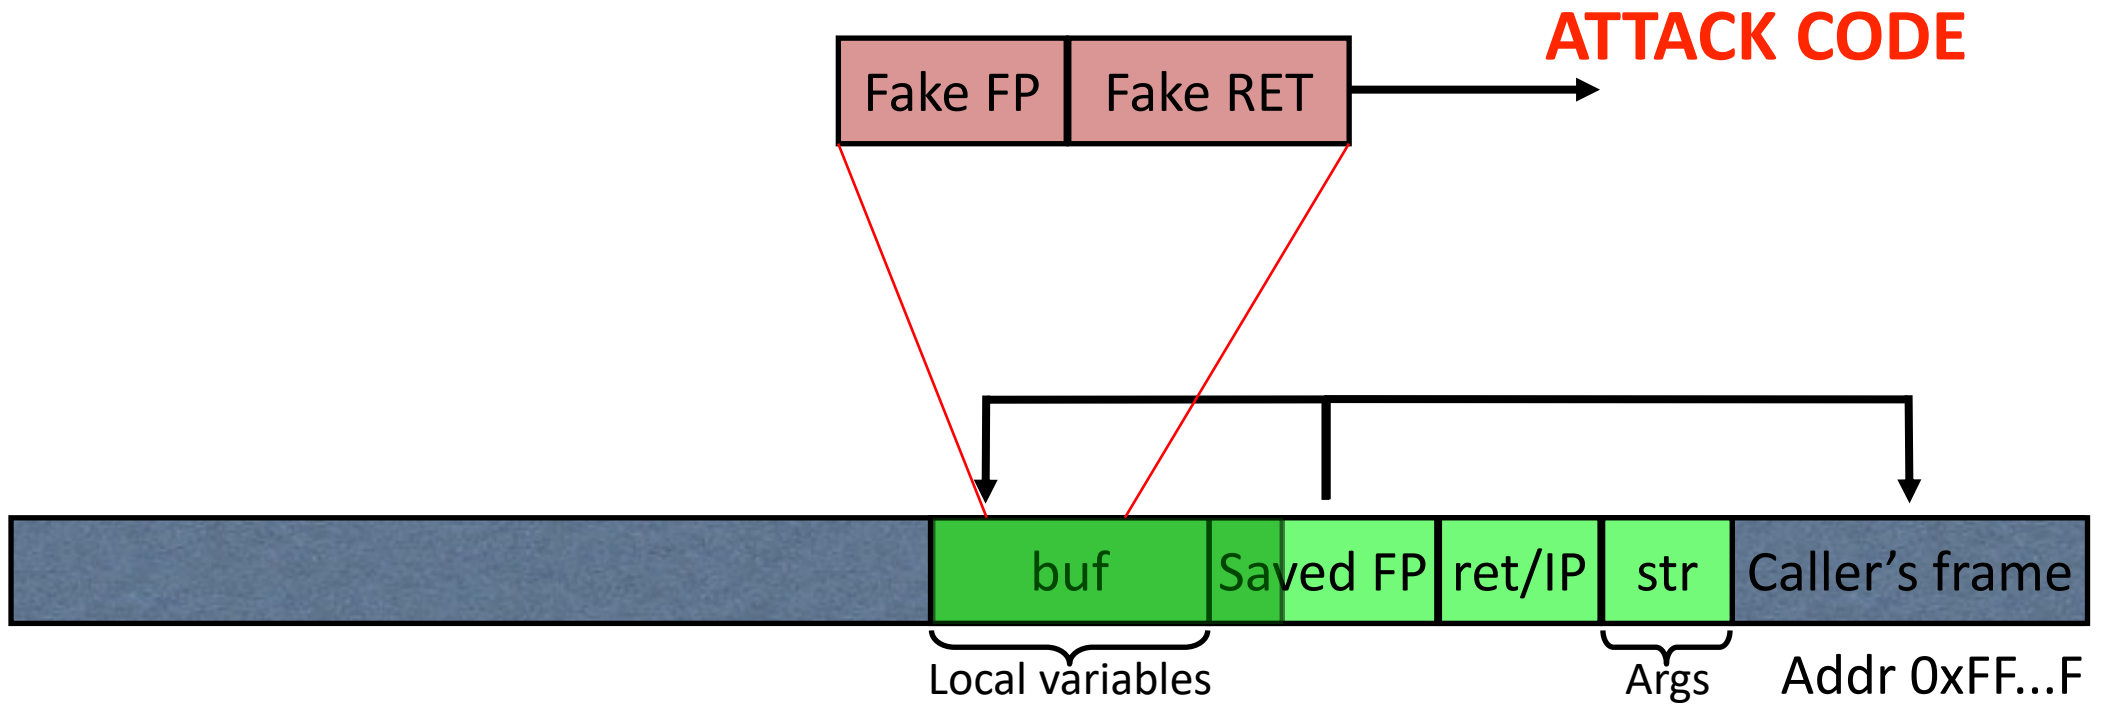 ATTACK CODE
Fake FP
Fake RET
buf
Saved FP
ret/IP
str
Caller’s frame
Local variables
Args
Addr 0xFF...F